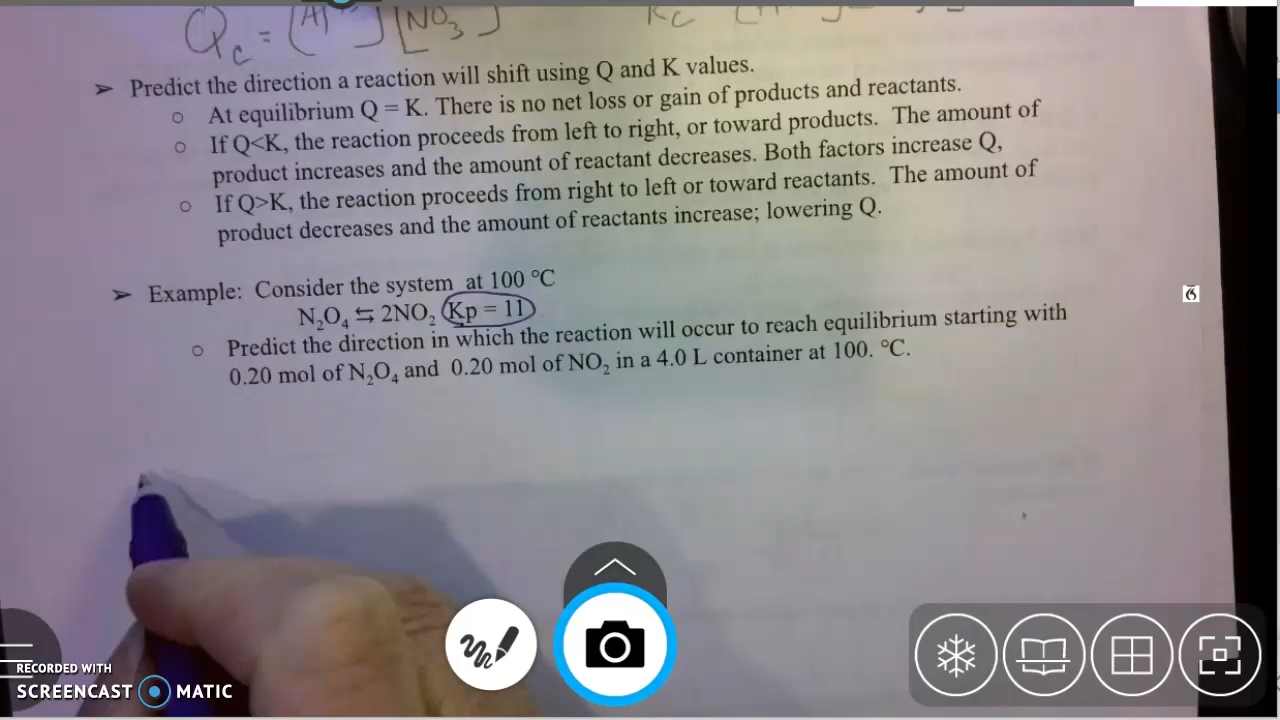 Qc = [Al [NO3
Kc
➢ Predict the direction a reaction will shift using Q and K values.
o At equilibrium Q = K. There is no net loss or gain of products and reactants.
o If Q<K, the reaction proceeds from left to right, or toward products. The amount of
product increases and the amount of reactant decreases. Both factors increase Q,
o If Q>K, the reaction proceeds from right to left or toward reactants. The amount of
product decreases and the amount of reactants increase; lowering Q.
➢ Example: Consider the system at 100 °C
N₂O₄ ⇆ 2NO₂ Kp = 11
o Predict the direction in which the reaction will occur to reach equilibrium starting with
0.20 mol of N₂O₄ and 0.20 mol of NO₂ in a 4.0 L container at 100. °C.
RECORDED WITH
SCREENCAST MATIC